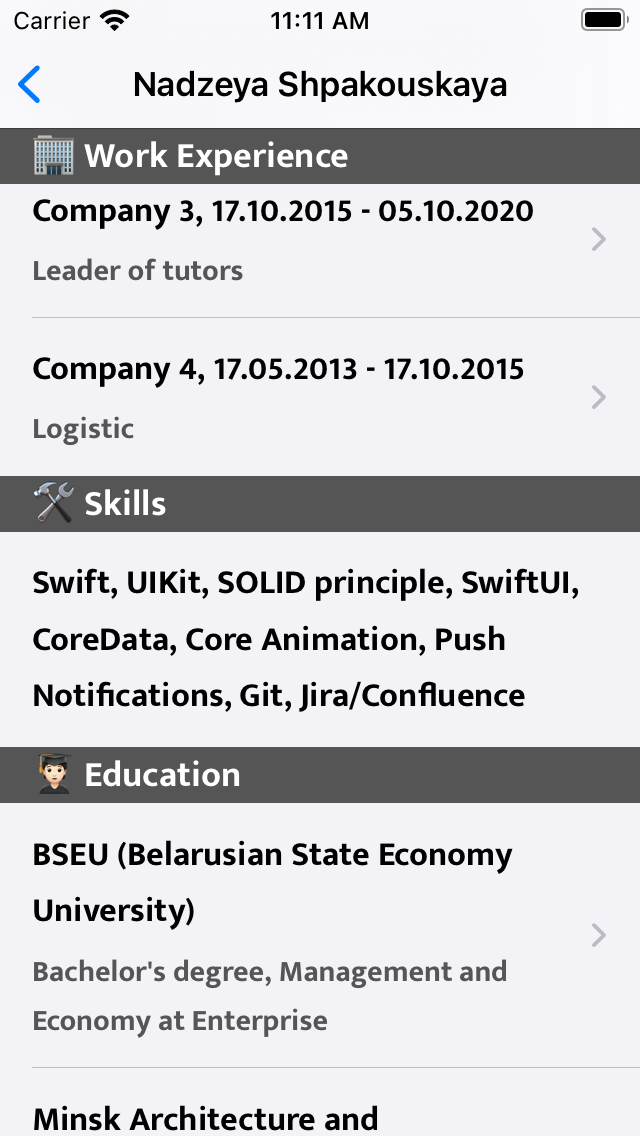 Carrier 11:11 AM
Nadzeya Shpakouskaya
Work Experience
Company 3, 17.10.2015 - 05.10.2020
Leader of tutors
Company 4, 17.05.2013 - 17.10.2015
Logistic
Skills
Swift, UIKit, SOLID principle, SwiftUI,
CoreData, Core Animation, Push
Notifications, Git, Jira/Confluence
Education
BSEU (Belarusian State Economy
University)
Bachelor's degree, Management and
Economy at Enterprise
Minsk Architecture and